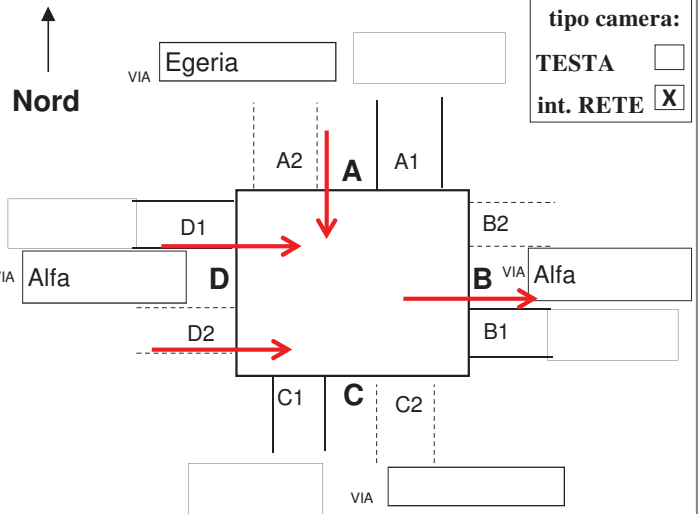 tipo camera:
VIA Egeria
TESTA
Nord
int. RETE X
A2 A A1
D1 B2
VIA Alfa D B VIA Alfa
D2 B1
C1 C C2
VIA